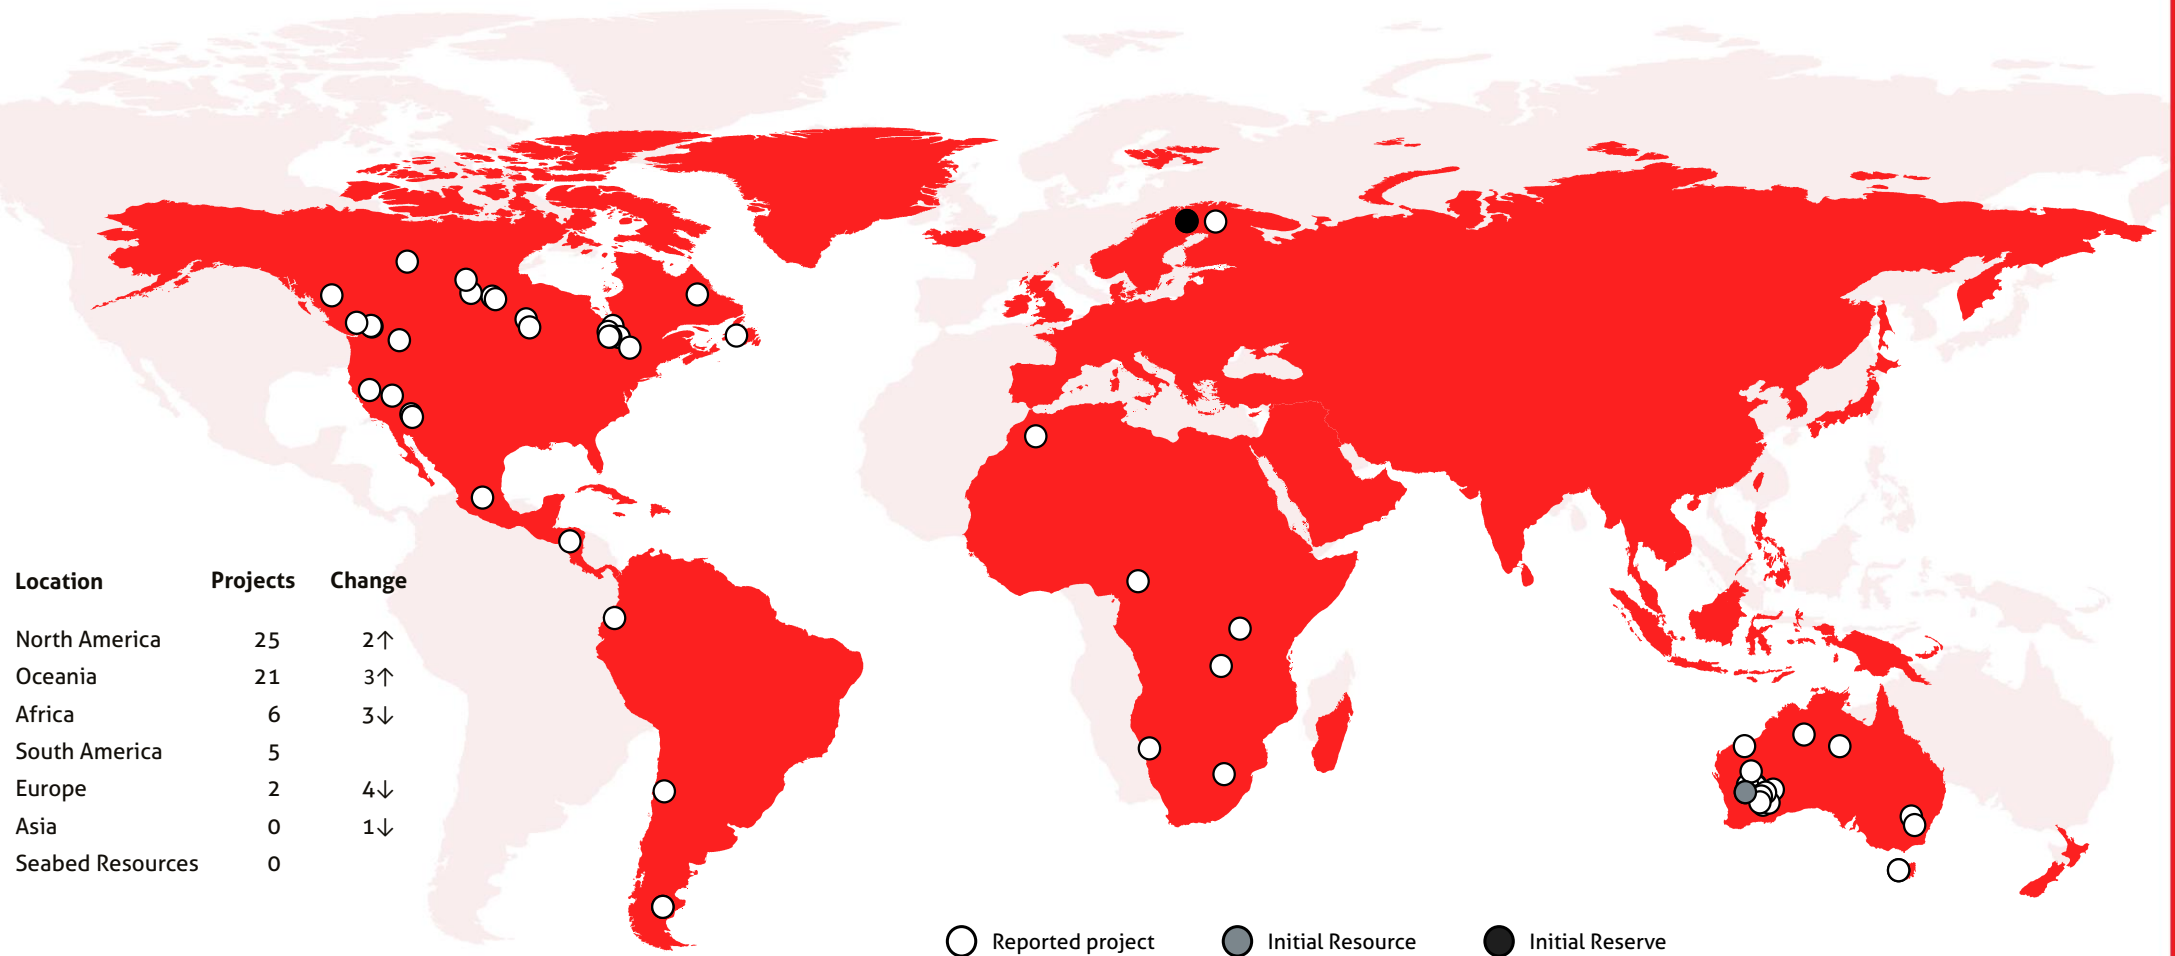 Location Projects Change
North America 25 2↑
Oceania 21 3↑
Africa 6 3↓
South America 5
Europe 2 4↓
Asia 0 1↓
Seabed Resources 0
Reported project Initial Resource Initial Reserve